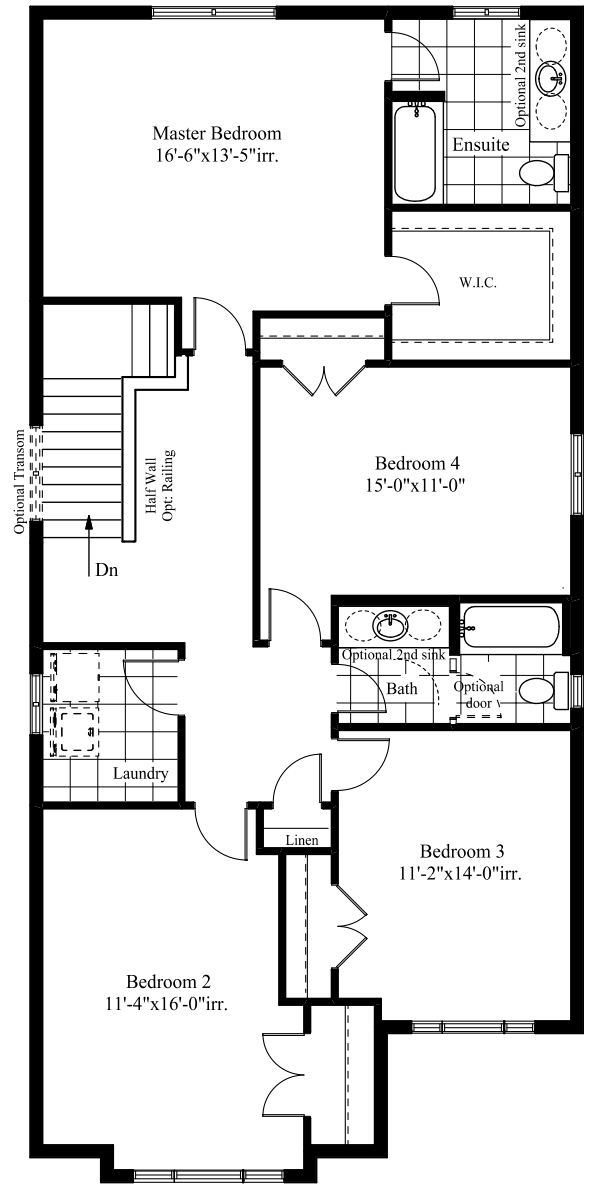 Optional 2nd sink
Master Bedroom
16'-6"x13'-5"irr.
Ensuite
W.I.C.
Optional Transom
Half Wall
Opt: Railing
Bedroom 4
15'-0"x11'-0"
Dn
Optional 2nd sink
Bath
Optional
door
Laundry
Linen
Bedroom 3
11'-2"x14'-0"irr.
Bedroom 2
11'-4"x16'-0"irr.